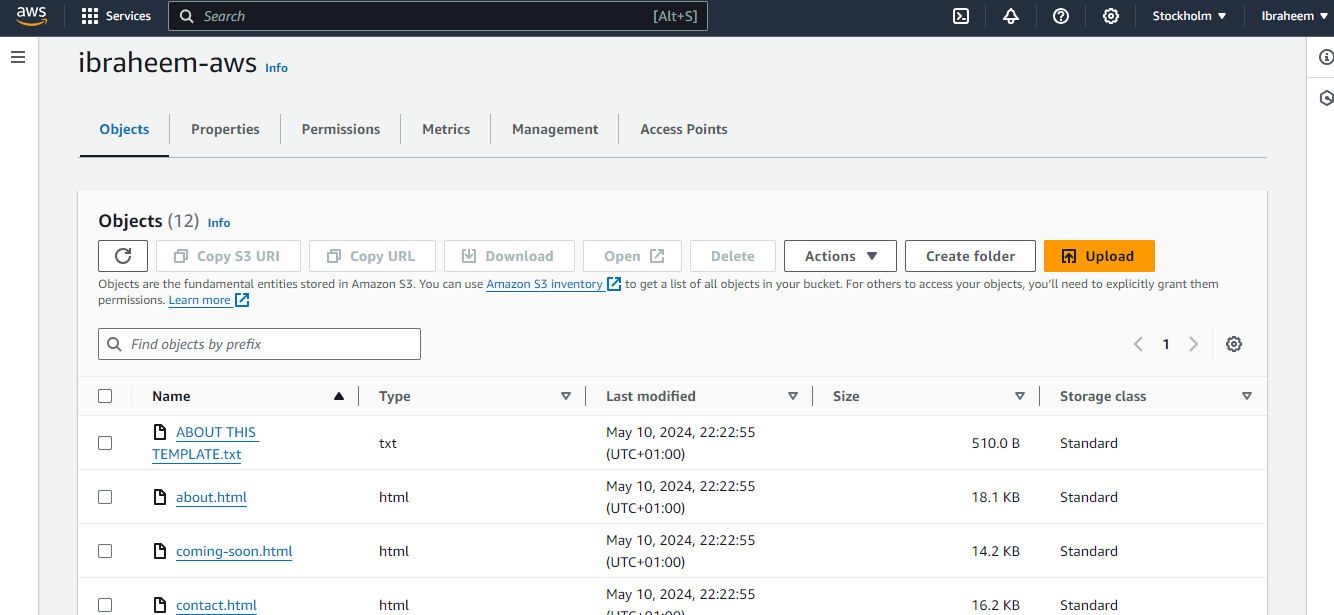 aws Services Search [Alt+S] Stockholm Ibraheem
ibraheem-aws Info
Objects Properties Permissions Metrics Management Access Points
Objects (12) Info
Copy S3 URI Copy URL Download Open Delete Actions Create folder Upload
Objects are the fundamental entities stored in Amazon S3. You can use Amazon S3 inventory to get a list of all objects in your bucket. For others to access your objects, you'll need to explicitly grant them
permissions. Learn more
Find objects by prefix 1
Name Type Last modified Size Storage class
ABOUT THIS
TEMPLATE.txt txt May 10, 2024, 22:22:55
(UTC+01:00) 510.0 B Standard
about.html html May 10, 2024, 22:22:55
(UTC+01:00) 18.1 KB Standard
coming-soon.html html May 10, 2024, 22:22:55
(UTC+01:00) 14.2 KB Standard
contact.html html May 10, 2024, 22:22:55
(UTC+01:00) 16.2 KB Standard